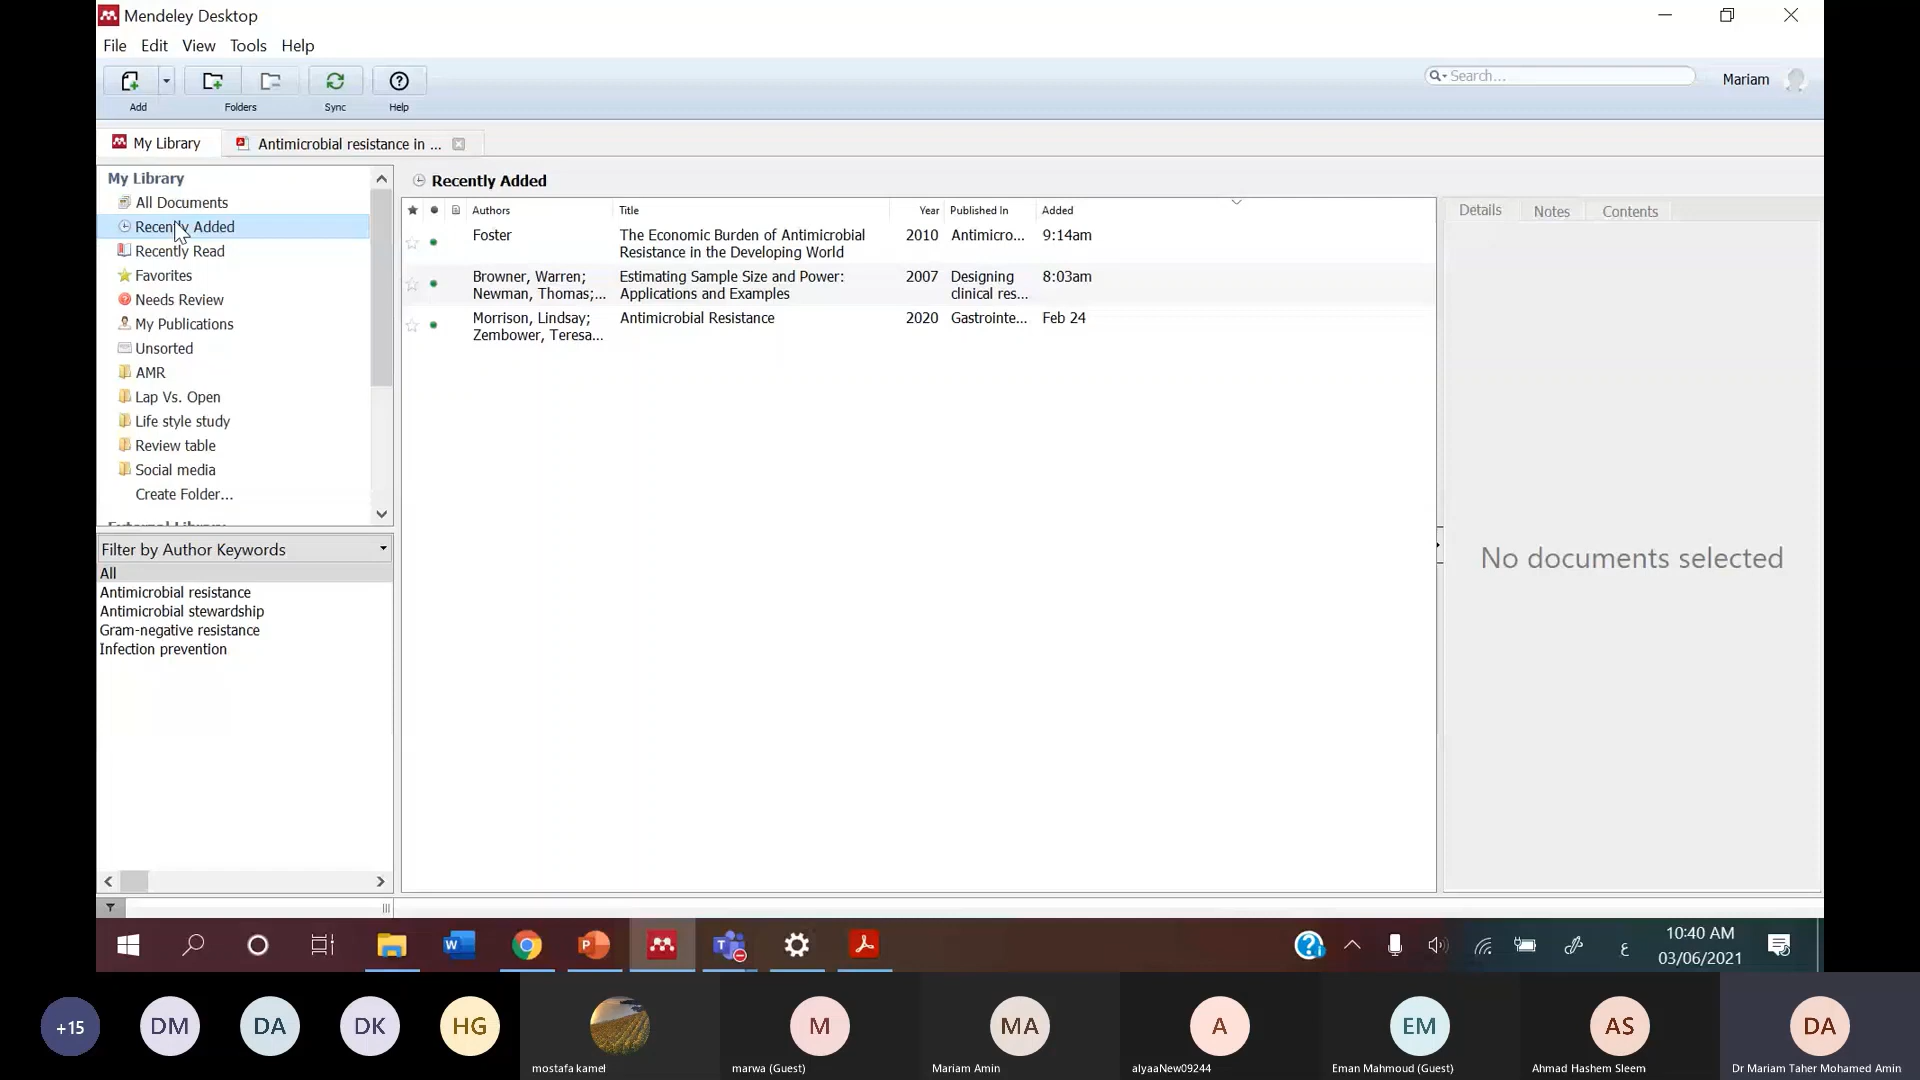 Mendeley Desktop
File Edit View Tools Help
Add Folders Sync Help
Search...
Mariam
My Library
Antimicrobial resistance in ...
My Library
All Documents
Recently Added
Recently Read
Favorites
Needs Review
My Publications
Unsorted
AMR
Lap Vs. Open
Life style study
Review table
Social media
Create Folder...
Filter by Author Keywords
All
Antimicrobial resistance
Antimicrobial stewardship
Gram-negative resistance
Infection prevention
Recently Added
Authors Title Year Published In Added
Foster The Economic Burden of Antimicrobial 2010 Antimicro... 9:14am
Resistance in the Developing World
Browner, Warren; Estimating Sample Size and Power: 2007 Designing 8:03am
Newman, Thomas;... Applications and Examples clinical res...
Morrison, Lindsay; Antimicrobial Resistance 2020 Gastrointe... Feb 24
Zembower, Teresa...
Details Notes Contents
No documents selected
ع
10:40 AM
03/06/2021
+15 DM DA DK HG M MA A EM AS DA
mostafa kamel marwa (Guest) Mariam Amin alyaaNew09244 Eman Mahmoud (Guest) Ahmad Hashem Sleem Dr Mariam Taher Mohamed Amin